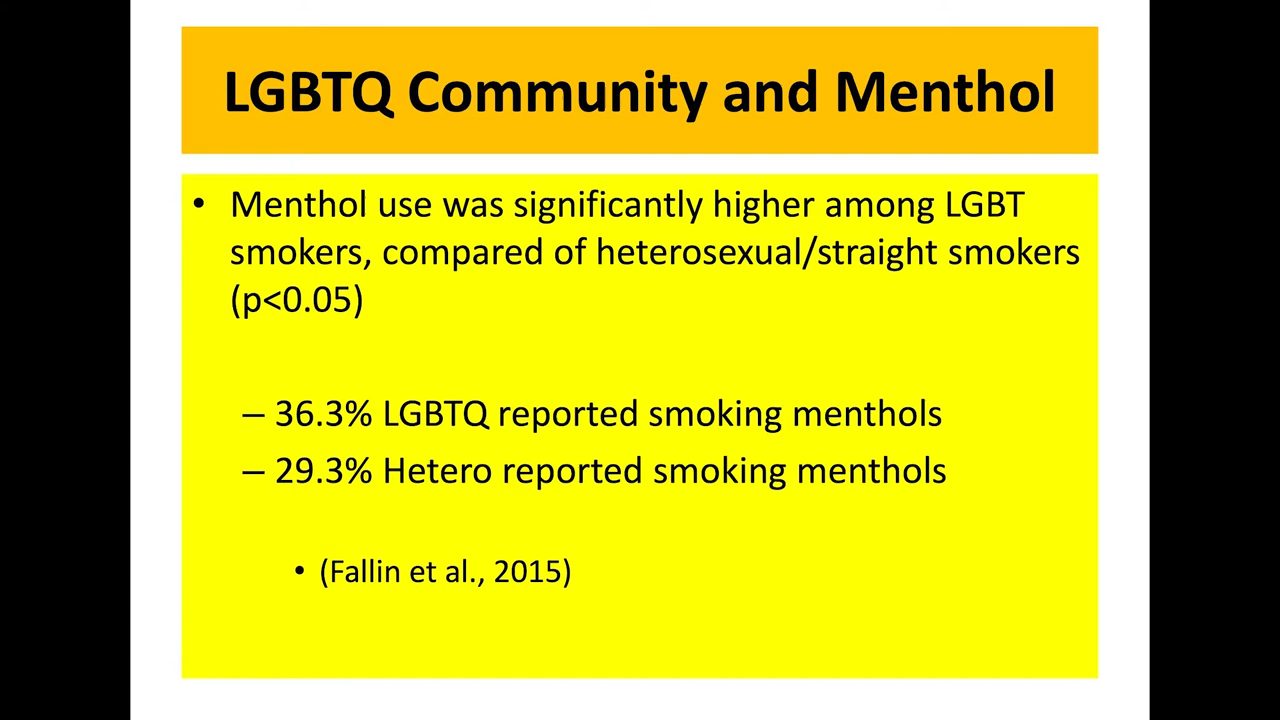 LGBTQ Community and Menthol
• Menthol use was significantly higher among LGBT
smokers, compared of heterosexual/straight smokers
(p<0.05)
– 36.3% LGBTQ reported smoking menthols
– 29.3% Hetero reported smoking menthols
• (Fallin et al., 2015)